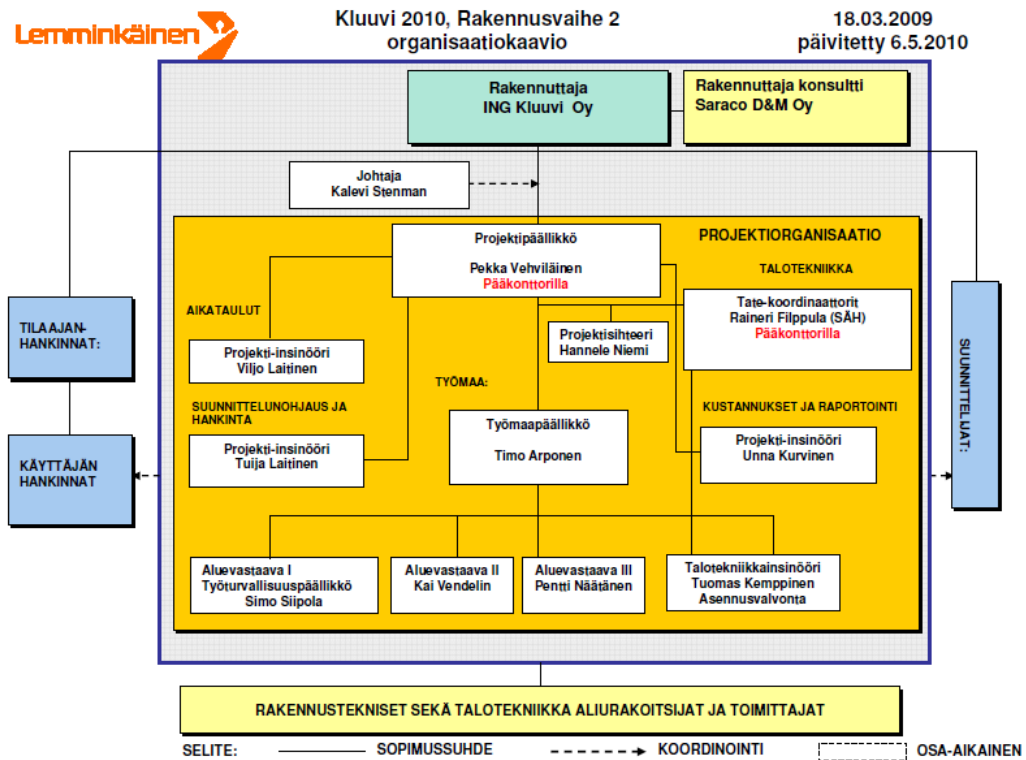 Lemminkäinen
Kluuvi 2010, Rakennusvaihe 2
organisaatiokaavio
18.03.2009
päivitetty 6.5.2010
Rakennuttaja
ING Kluuvi Oy
Rakennuttaja konsultti
Saraco D&M Oy
Johtaja
Kalevi Stenman
Projektipäällikkö
Pekka Vehviläinen
Pääkonttorilla
PROJEKTIORGANISAATIO
TALOTEKNIIKKA
Tate-koordinaattorit
Raineri Filppula (SÄH)
Pääkonttorilla
AIKATAULUT
Projekti-insinööri
Viljo Laitinen
Projektisihteeri
Hannele Niemi
TILAAJAN-
HANKINNAT:
SUUNNITTELIJAT:
TYÖMAA:
SUUNNITTELUNOHJAUS JA
HANKINTA
Projekti-insinööri
Tuija Laitinen
Työmaapäällikkö
Timo Arponen
KUSTANNUKSET JA RAPORTOINTI
Projekti-insinööri
Unna Kurvinen
KÄYTTÄJÄN
HANKINNAT
Aluevastaava I
Työturvallisuuspäällikkö
Simo Siipola
Aluevastaava II
Kai Vendelin
Aluevastaava III
Pentti Näätänen
Talotekniikkainsinööri
Tuomas Kemppinen
Asennusvalvonta
RAKENNUSTEKNISET SEKÄ TALOTEKNIIKKA ALIURAKOITSIJAT JA TOIMITTAJAT
SELITE:
SOPIMUSSUHDE
KOORDINOINTI
OSA-AIKAINEN